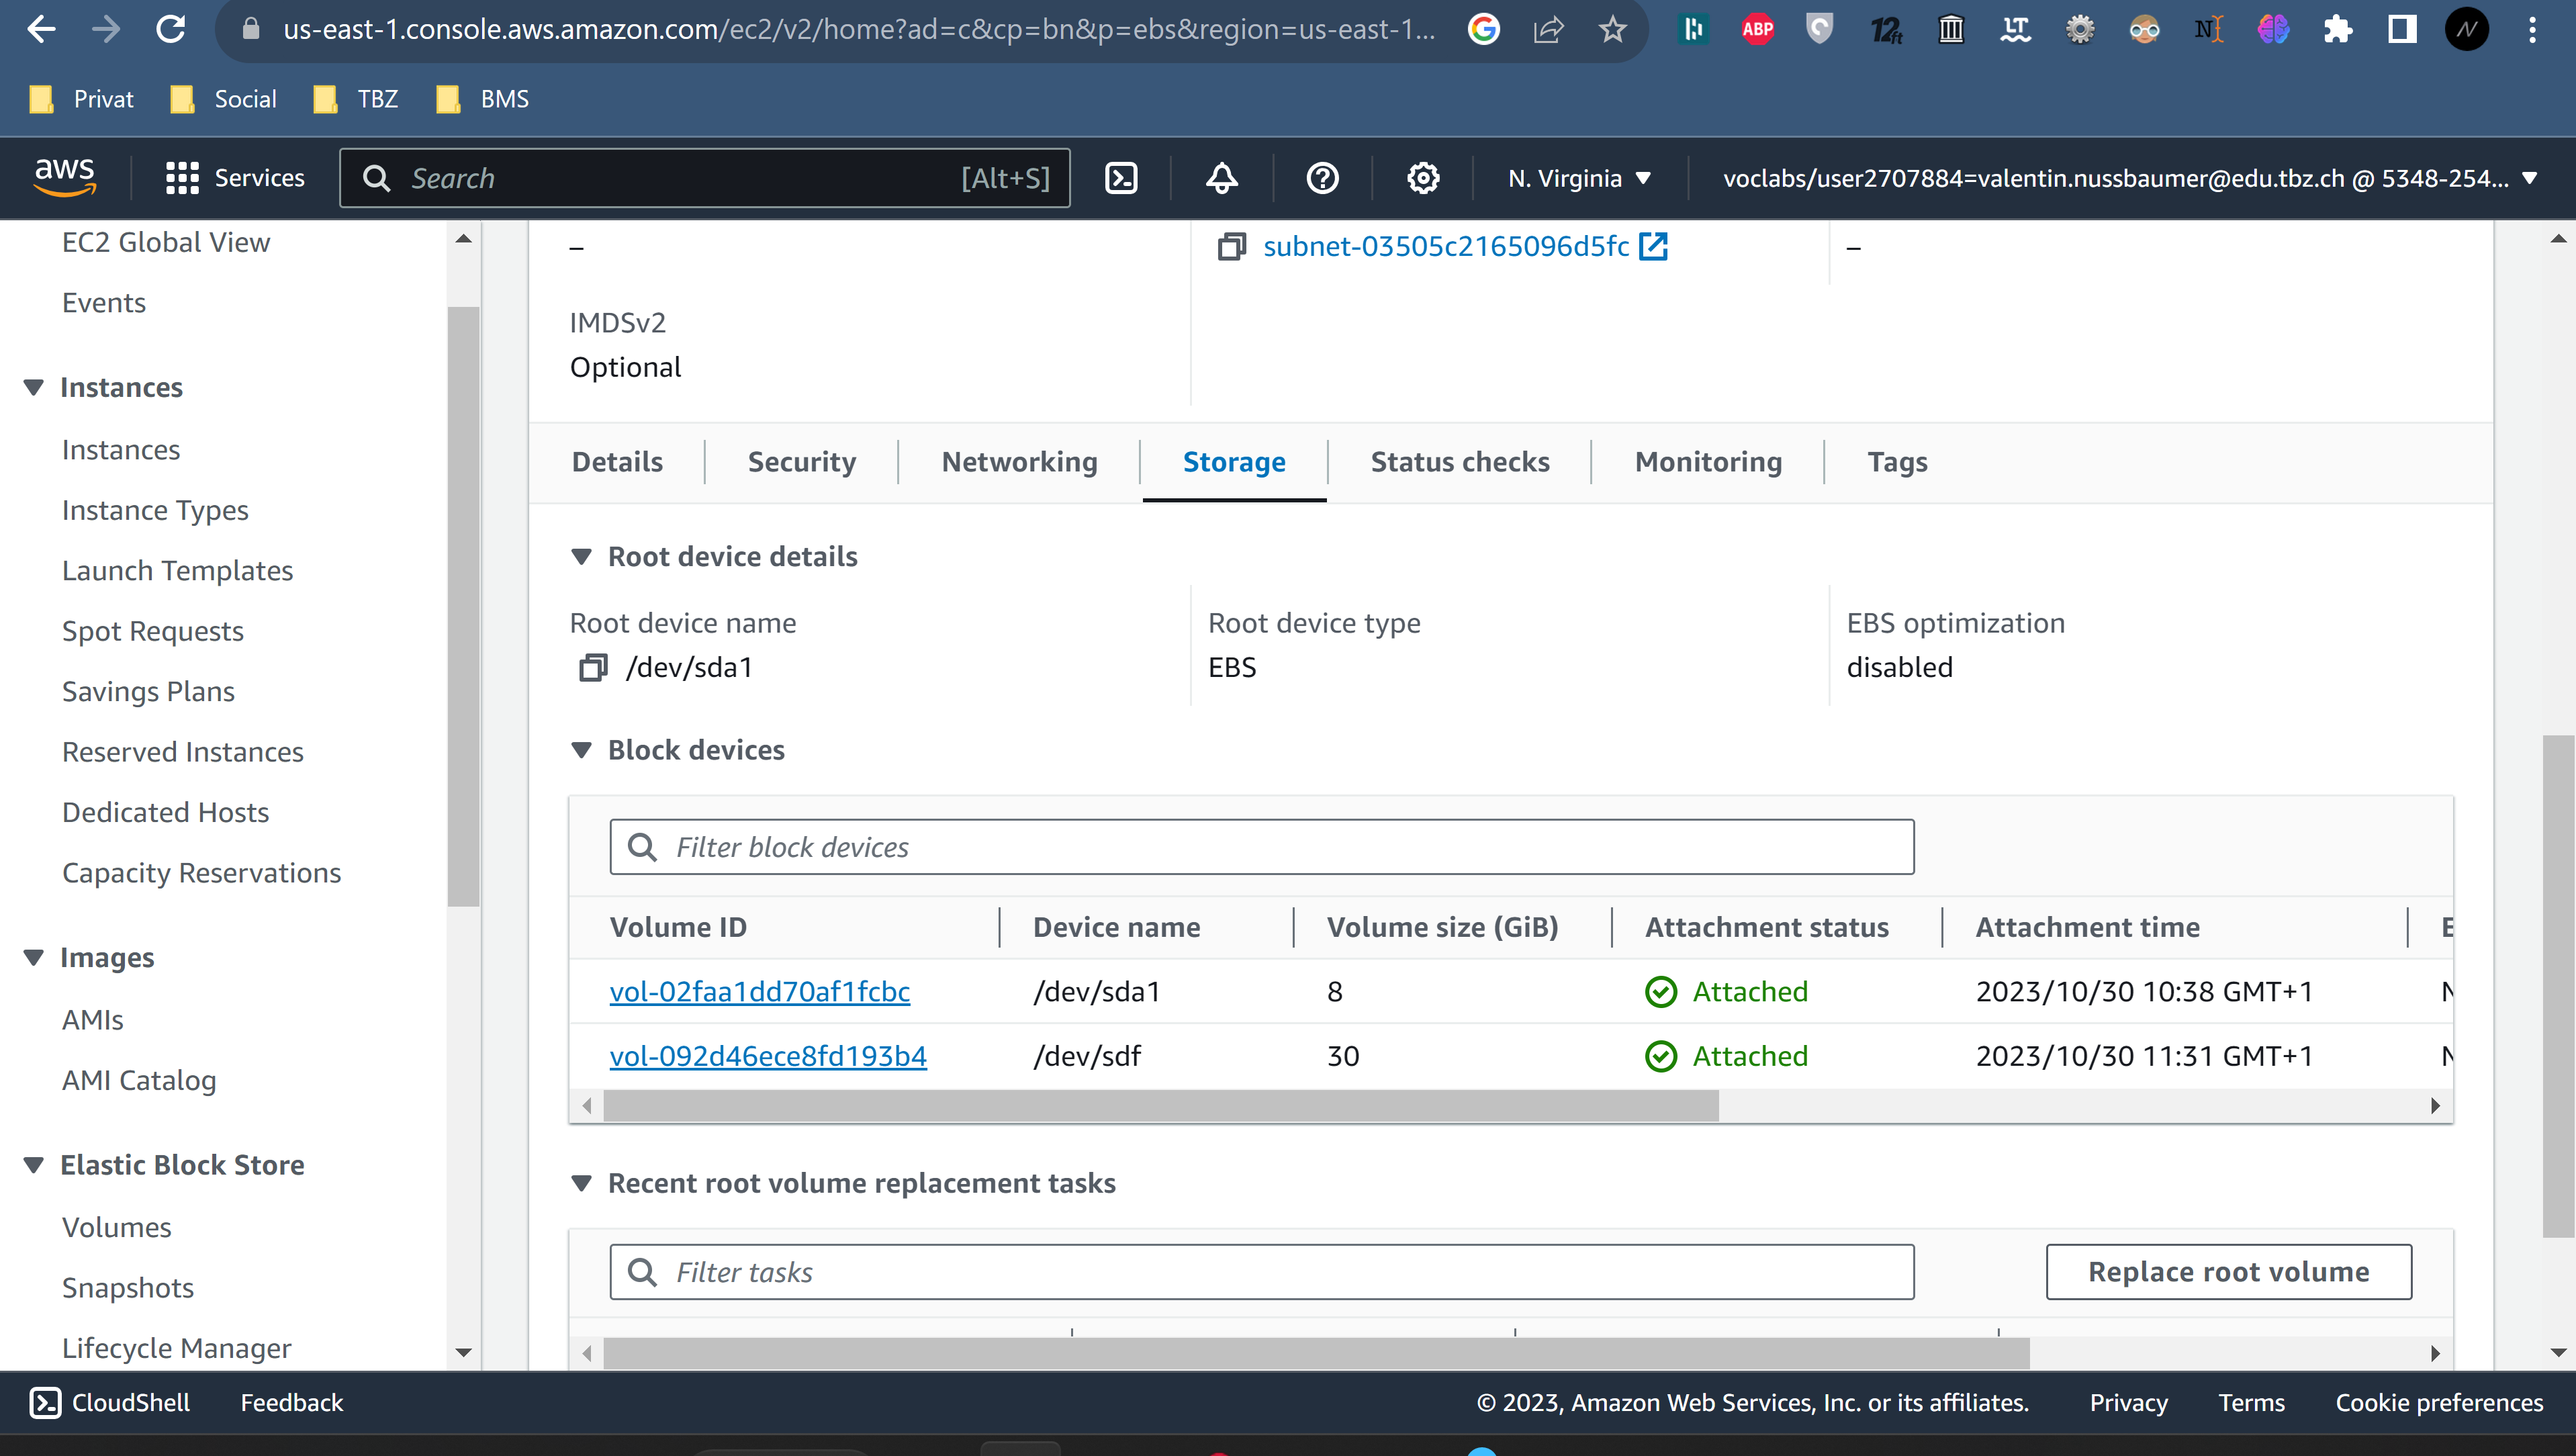 us-east-1.console.aws.amazon.com/ec2/v2/home?ad=c&cp=bn&p=ebs&region=us-east-1...
ABP
12ft
LT
N
Privat
Social
TBZ
BMS
aws
Services
Search
[Alt+S]
N. Virginia
voclabs/user2707884=valentin.nussbaumer@edu.tbz.ch @ 5348-254...
EC2 Global View
Events
Instances
Instances
Instance Types
Launch Templates
Spot Requests
Savings Plans
Reserved Instances
Dedicated Hosts
Capacity Reservations
Images
AMIs
AMI Catalog
Elastic Block Store
Volumes
Snapshots
Lifecycle Manager
–
subnet-03505c2165096d5fc
–
IMDSv2
Optional
Details
Security
Networking
Storage
Status checks
Monitoring
Tags
Root device details
Root device name
/dev/sda1
Root device type
EBS
EBS optimization
disabled
Block devices
Filter block devices
Volume ID Device name Volume size (GiB) Attachment status Attachment time
vol-02faa1dd70af1fcbc /dev/sda1 8 Attached 2023/10/30 10:38 GMT+1
vol-092d46ece8fd193b4 /dev/sdf 30 Attached 2023/10/30 11:31 GMT+1
Recent root volume replacement tasks
Filter tasks
Replace root volume
CloudShell
Feedback
© 2023, Amazon Web Services, Inc. or its affiliates.
Privacy
Terms
Cookie preferences